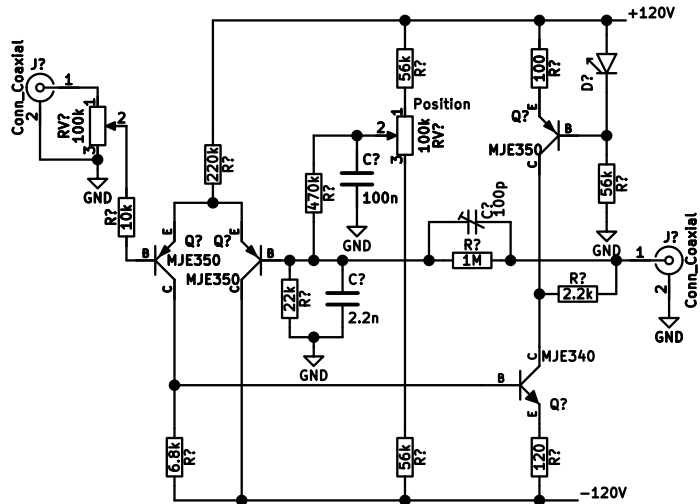 +120V
J?
Conn_Coaxial
1
2
RV?
100k
1
2
3
GND
R?
10k
220k
R?
56k
R?
Position
1
2
3
100k
RV?
470k
R?
C?
100n
GND
100
R?
D?
E
Q?
B
MJE350
C
56k
R?
GND
C?
100p
R?
1M
J?
1
2
Conn_Coaxial
GND
R?
2.2k
E
Q?
B
MJE350
C
E
Q?
B
MJE350
C
22k
R?
C?
2.2n
GND
C
MJE340
B
Q?
E
6.8k
R?
56k
R?
120
R?
−120V